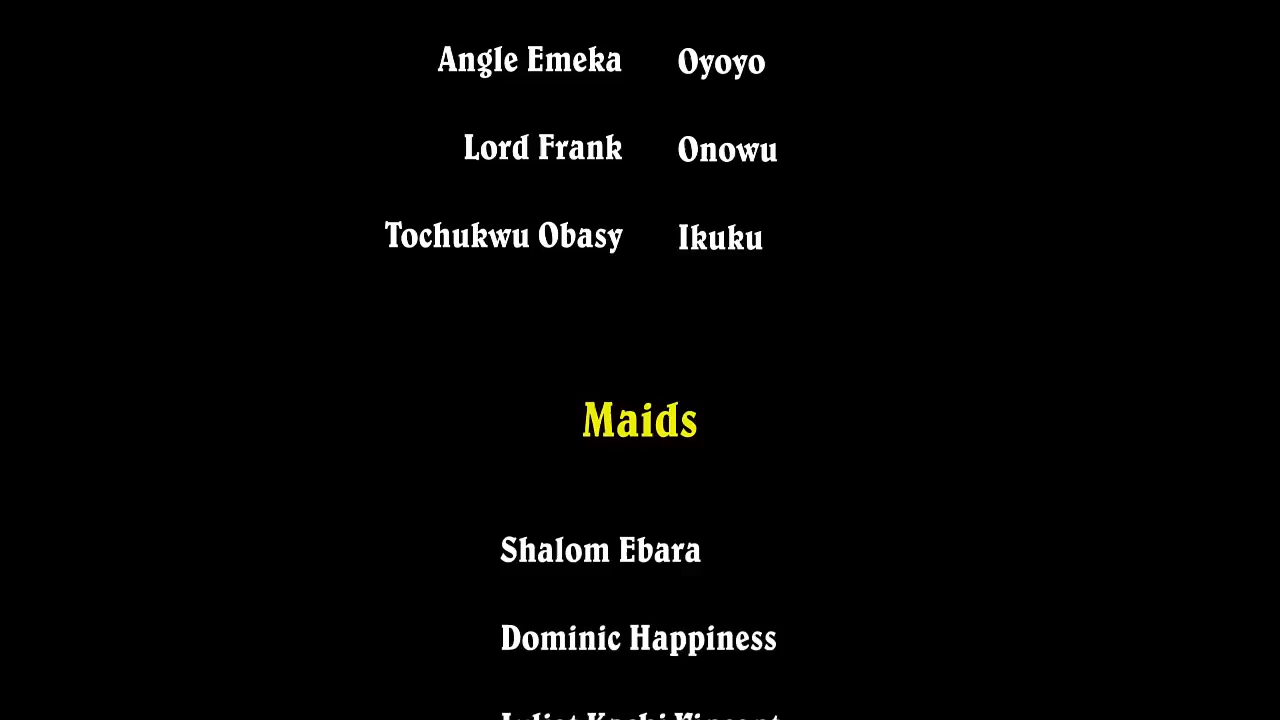 Angle Emeka Oyoyo
Lord Frank Onowu
Tochukwu Obasy Ikuku
Maids
Shalom Ebara
Dominic Happiness